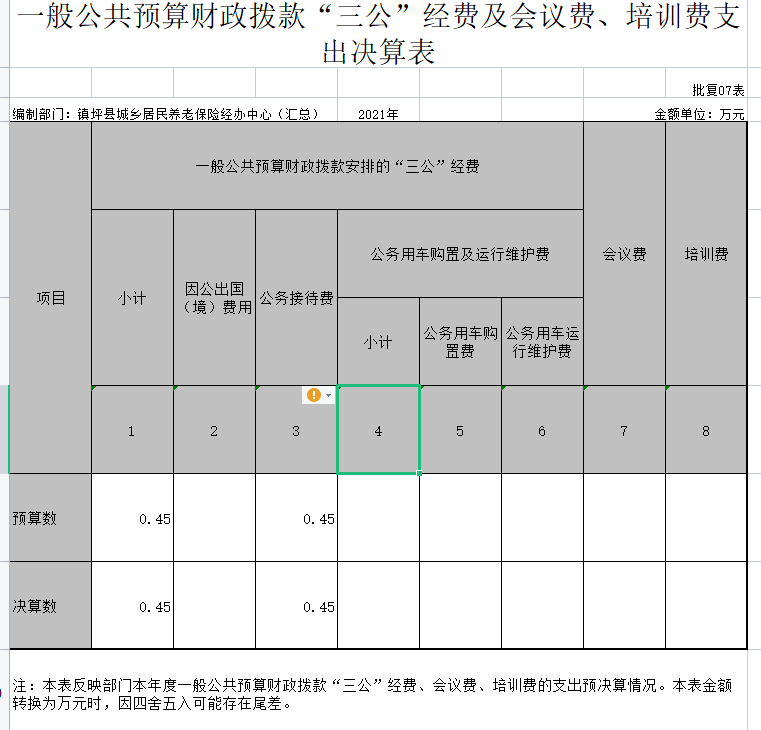 一般公共预算财政拨款“三公”经费及会议费、培训费支
出决算表
批复07表
编制部门：镇坪县城乡居民养老保险经办中心（汇总） 2021年 金额单位：万元
一般公共预算财政拨款安排的“三公”经费
公务用车购置及运行维护费
会议费
培训费
项目
小计
因公出国
（境）费用
公务接待费
小计
公务用车购
置费
公务用车运
行维护费
1 2 3 4 5 6 7 8
预算数 0.45 0.45
决算数 0.45 0.45
注：本表反映部门本年度一般公共预算财政拨款“三公”经费、会议费、培训费的支出预决算情况。本表金额
转换为万元时，因四舍五入可能存在尾差。